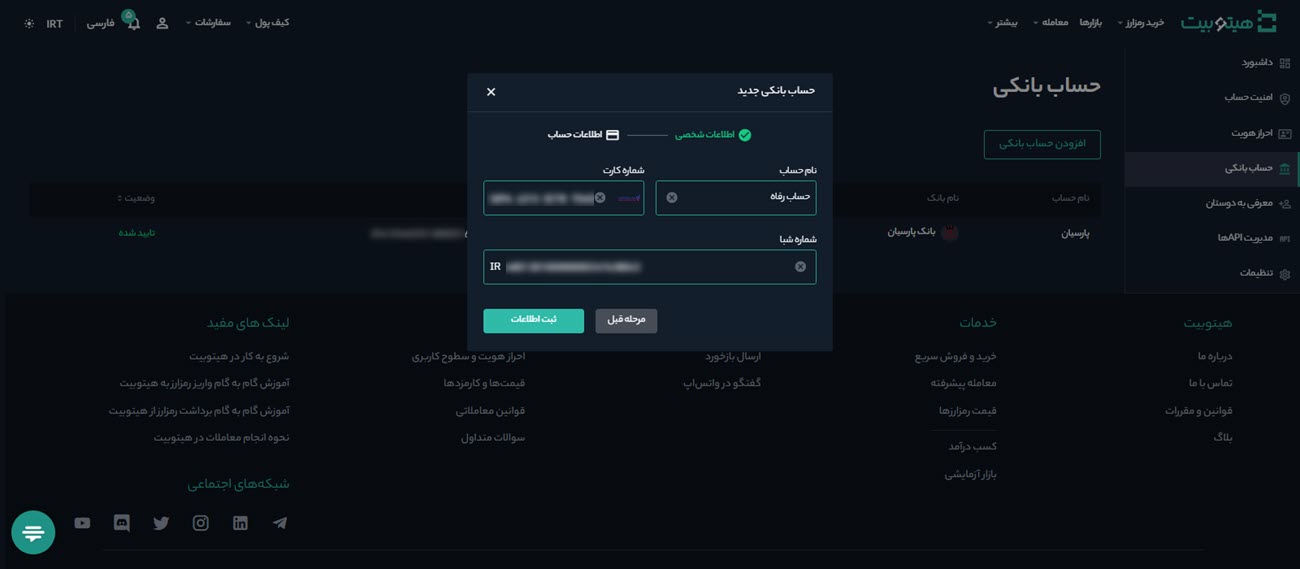 هیتوبیت
خرید رمزارز
بازارها
معامله
بیشتر
کیف پول
سفارشات
۵
فارسی
IRT
داشبورد
امنیت حساب
احراز هویت
حساب بانکی
معرفی به دوستان
مدیریت APIها
API
تنظیمات
حساب بانکی
افزودن حساب بانکی
نام حساب
نام بانک
وضعیت
پارسیان
بانک پارسیان
تایید شده
حساب بانکی جدید
اطلاعات شخصی
اطلاعات حساب
نام حساب
شماره کارت
حساب رفاه
شماره شبا
IR
مرحله قبل
ثبت اطلاعات
هیتوبیت
درباره ما
تماس با ما
قوانین و مقررات
بلاگ
خدمات
خرید و فروش سریع
معامله پیشرفته
قیمت رمزارزها
کسب درآمد
بازار آزمایشی
ارسال بازخورد
گفتگو در واتس‌اپ
احراز هویت و سطوح کاربری
قیمت‌ها و کارمزدها
قوانین معاملاتی
سوالات متداول
لینک های مفید
شروع به کار در هیتوبیت
آموزش گام به گام واریز رمزارز به هیتوبیت
آموزش گام به گام برداشت رمزارز از هیتوبیت
نحوه انجام معاملات در هیتوبیت
شبکه‌های اجتماعی